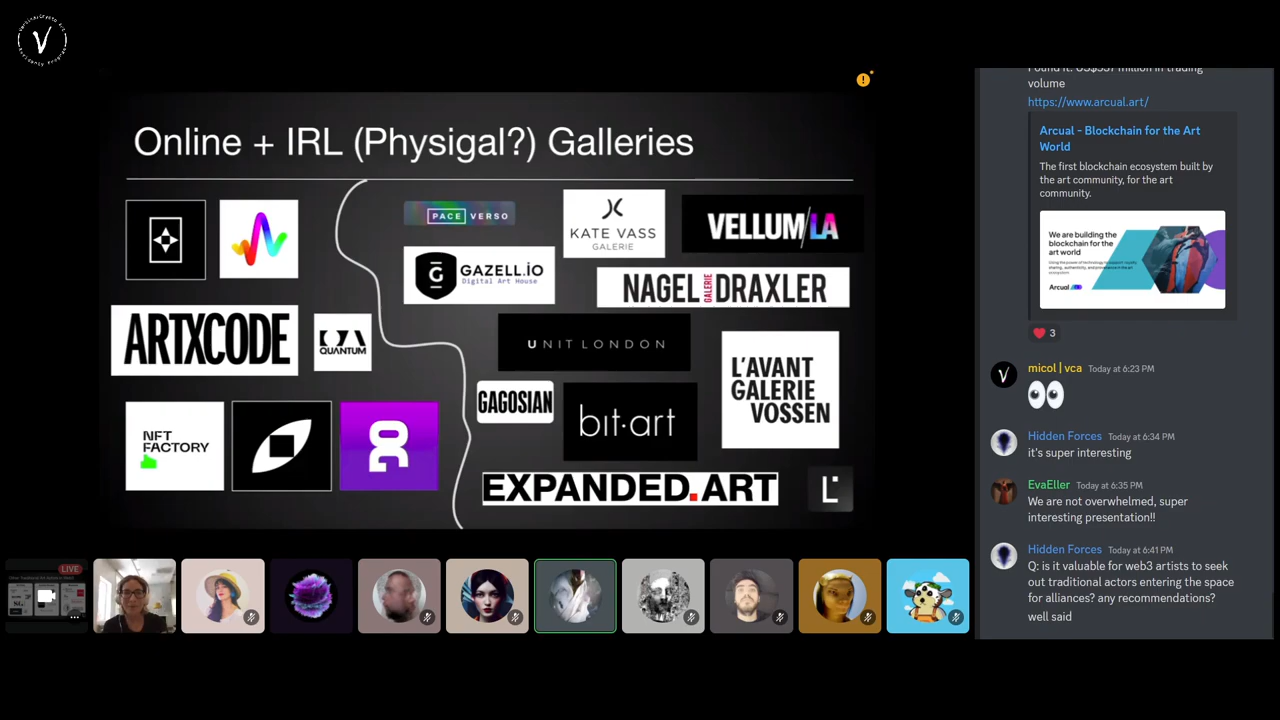 V
Online + IRL (Physigal?) Galleries
PACE VERSO
KATE VASS
GALERIE
VELLUM/LA
GAZELL.iO
Digital Art House
NAGEL GALERIE DRAXLER
ARTXCODE
QUANTUM
UNIT LONDON
L'AVANT
GALERIE
VOSSEN
GAGOSIAN
bit.art
NFT
FACTORY
EXPANDED.ART
LIVE
volume
https://www.arcual.art/
Arcual - Blockchain for the Art
World
The first blockchain ecosystem built by
the art community, for the art
community.
We are building the
blockchain for the
art world
Arcual
3
micol | vca Today at 6:23 PM
Hidden Forces Today at 6:34 PM
it's super interesting
EvaEller Today at 6:35 PM
We are not overwhelmed, super
interesting presentation!!
Hidden Forces Today at 6:41 PM
Q: is it valuable for web3 artists to seek
out traditional actors entering the space
for alliances? any recommendations?
well said